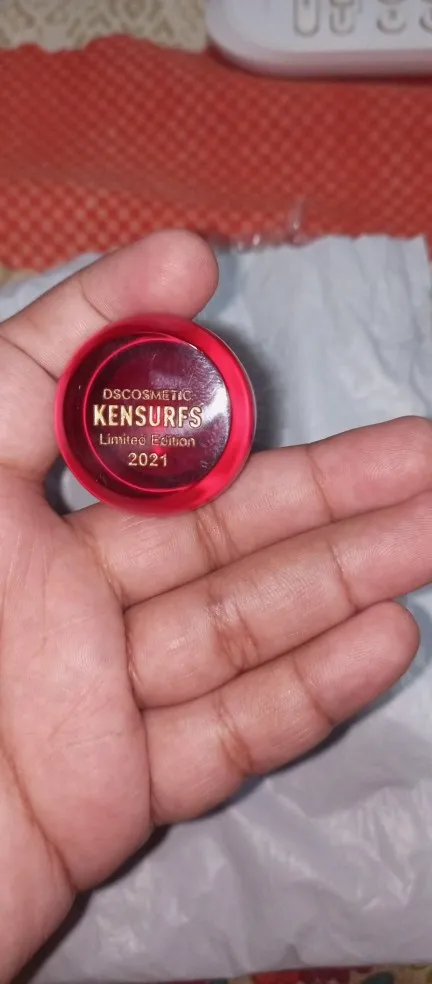 DSCOSMETIC
KENSURFS
Limited Edition
2021